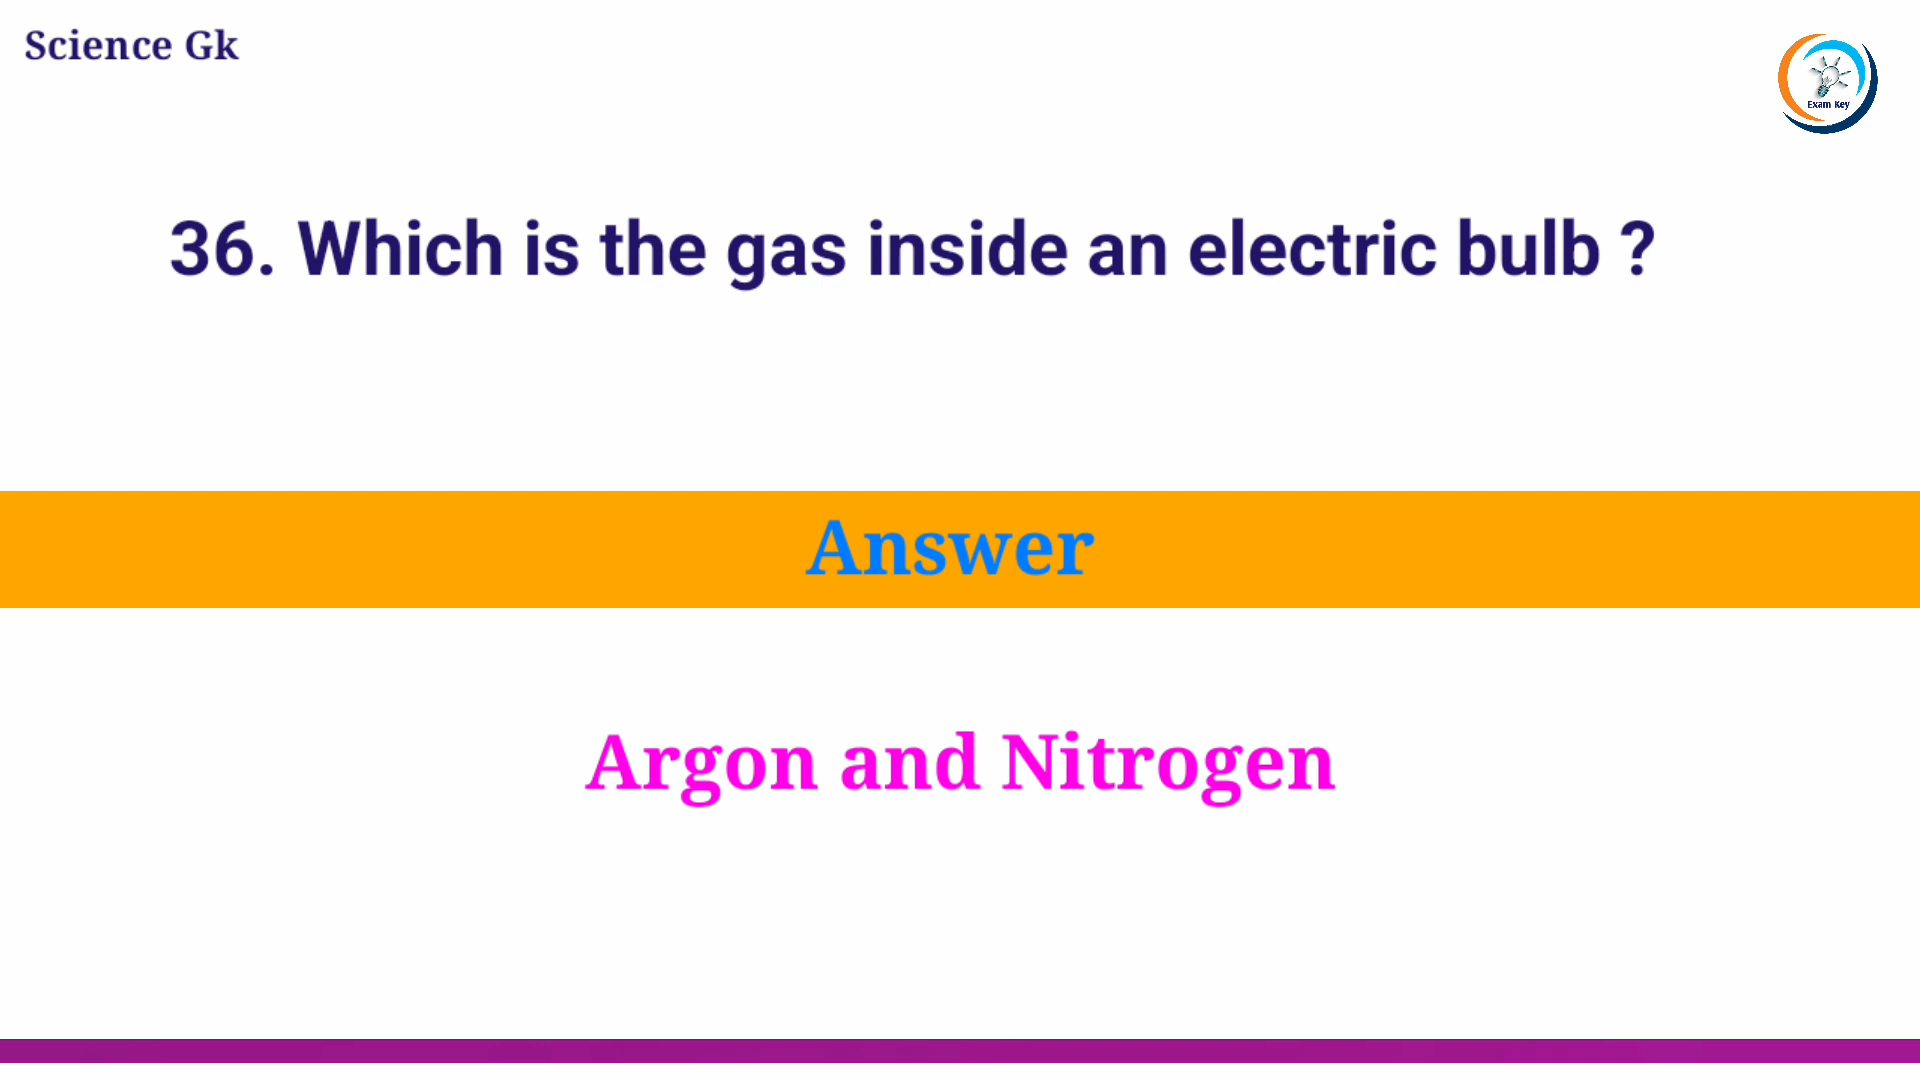 Science Gk
Exam Key
36. Which is the gas inside an electric bulb ?
Answer
Argon and Nitrogen